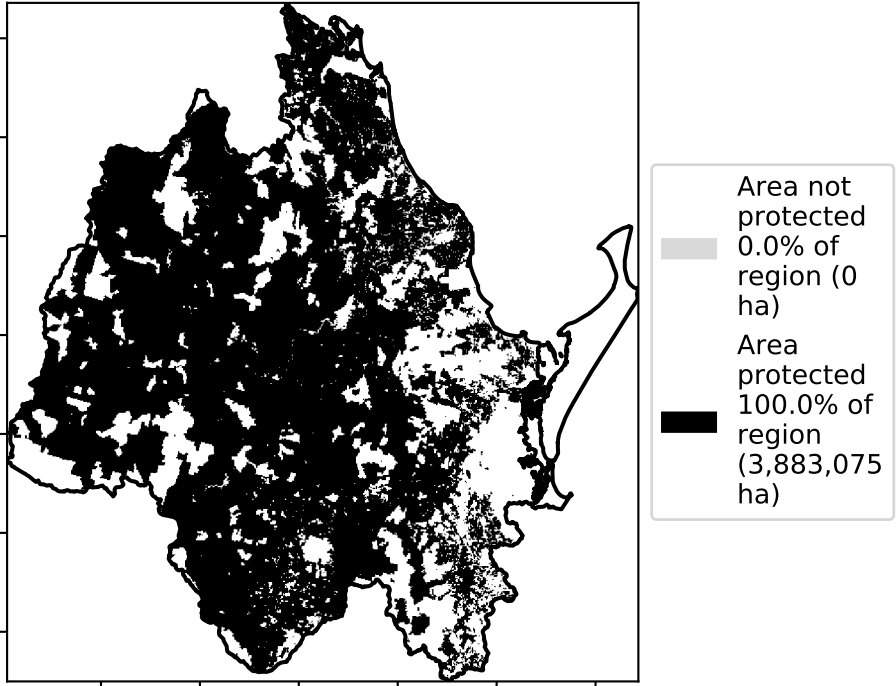 Area not
protected
0.0% of
region (0
ha)
Area
protected
100.0% of
region
(3,883,075
ha)